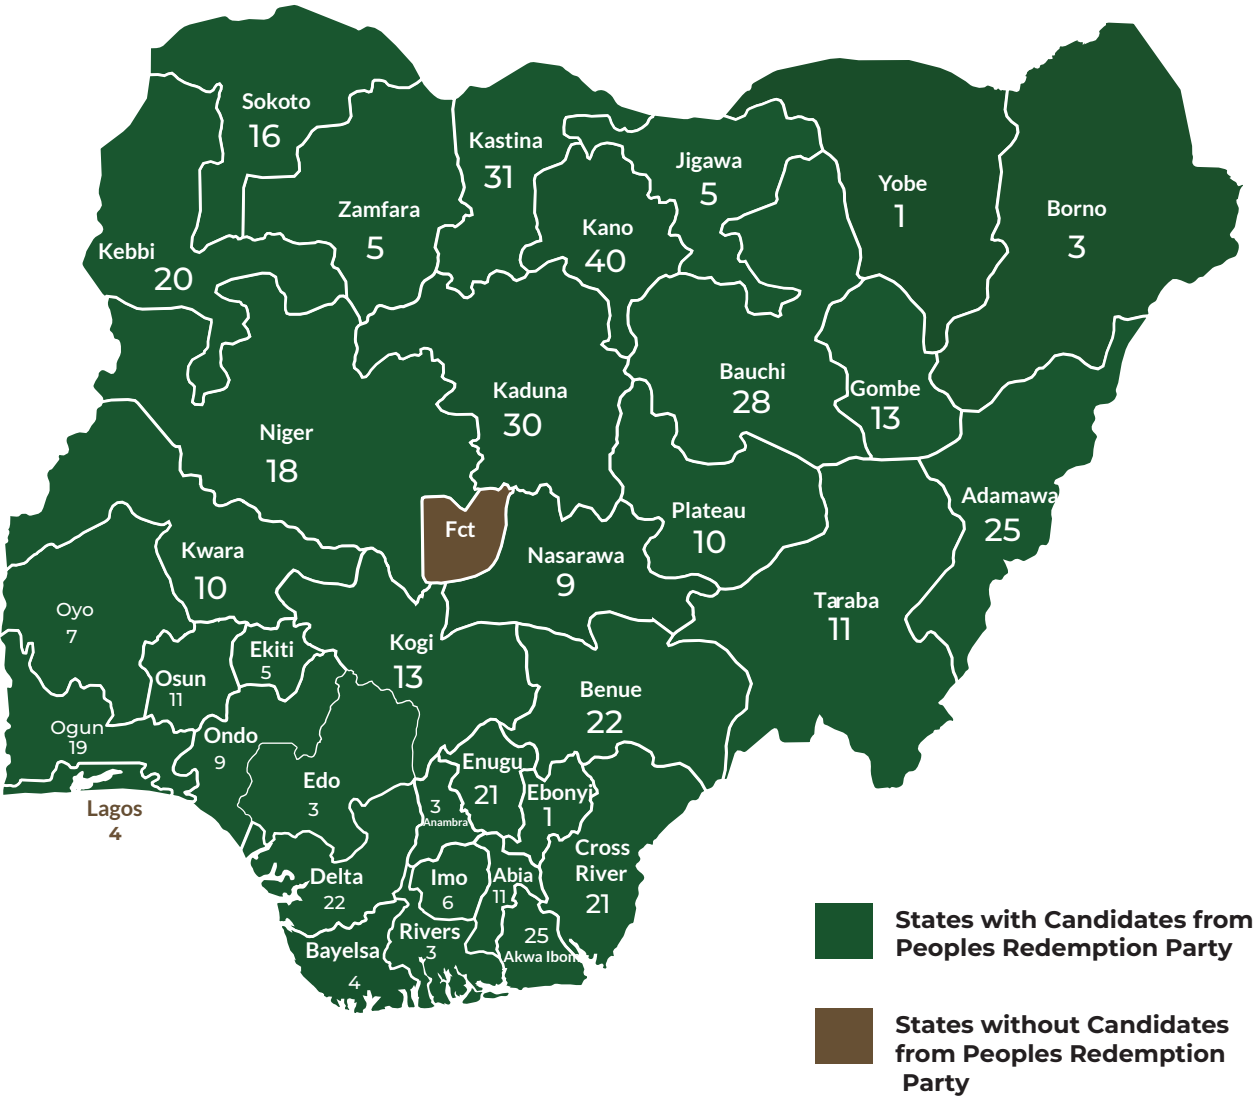 Sokoto
16
Kastina
31
Jigawa
5
Yobe
1
Borno
3
Zamfara
5
Kano
40
Kebbi
20
Bauchi
28
Gombe
13
Kaduna
30
Niger
18
Adamawa
25
Plateau
10
Fct
Nasarawa
9
Kwara
10
Taraba
11
Oyo
7
Kogi
13
Ekiti
5
Osun
11
Benue
22
Ogun
19
Ondo
9
Enugu
21
Edo
3
Ebonyi
1
3
Anambra
Lagos
4
Cross
River
21
Delta
22
Imo
6
Abia
11
Rivers
3
25
Akwa Ibom
Bayelsa
4
States with Candidates from
Peoples Redemption Party
States without Candidates
from Peoples Redemption
Party